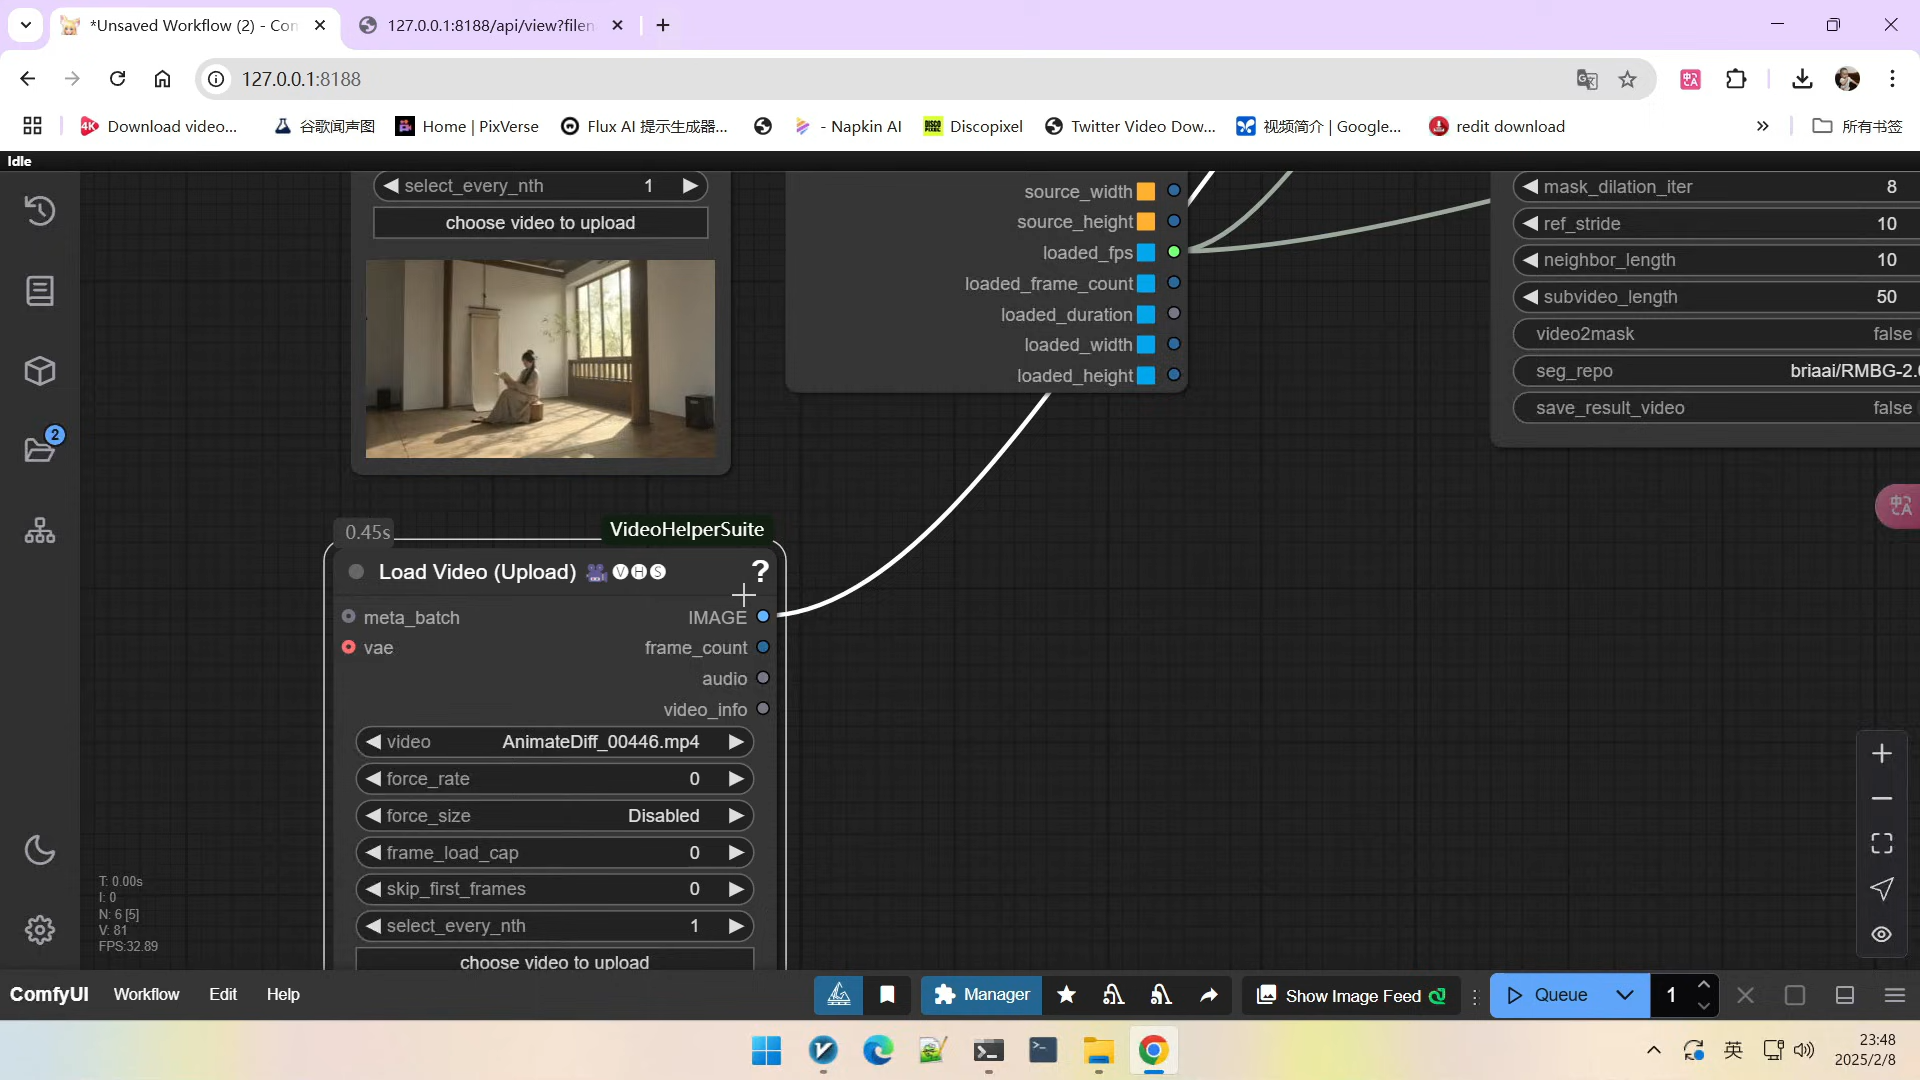 *Unsaved Workflow (2) - Con
127.0.0.1:8188/api/view?filen
127.0.0.1:8188
Download video...
谷歌闻声图
Home | PixVerse
Flux AI 提示生成器...
- Napkin AI
Discopixel
Twitter Video Dow...
视频简介 | Google...
redit download
所有书签
Idle
select_every_nth 1
choose video to upload
source_width
source_height
loaded_fps
loaded_frame_count
loaded_duration
loaded_width
loaded_height
mask_dilation_iter 8
ref_stride 10
neighbor_length 10
subvideo_length 50
video2mask false
seg_repo briaai/RMBG-2.0
save_result_video false
2
0.45s
VideoHelperSuite
Load Video (Upload) 🎥🅥🅗🅢
?
meta_batch IMAGE
vae frame_count
audio
video_info
video AnimateDiff_00446.mp4
force_rate 0
force_size Disabled
frame_load_cap 0
skip_first_frames 0
select_every_nth 1
choose video to upload
T: 0.00s
I: 0
N: 6 [5]
V: 81
FPS:32.89
ComfyUI Workflow Edit Help
Manager
Show Image Feed
Queue 1
英
23:48
2025/2/8